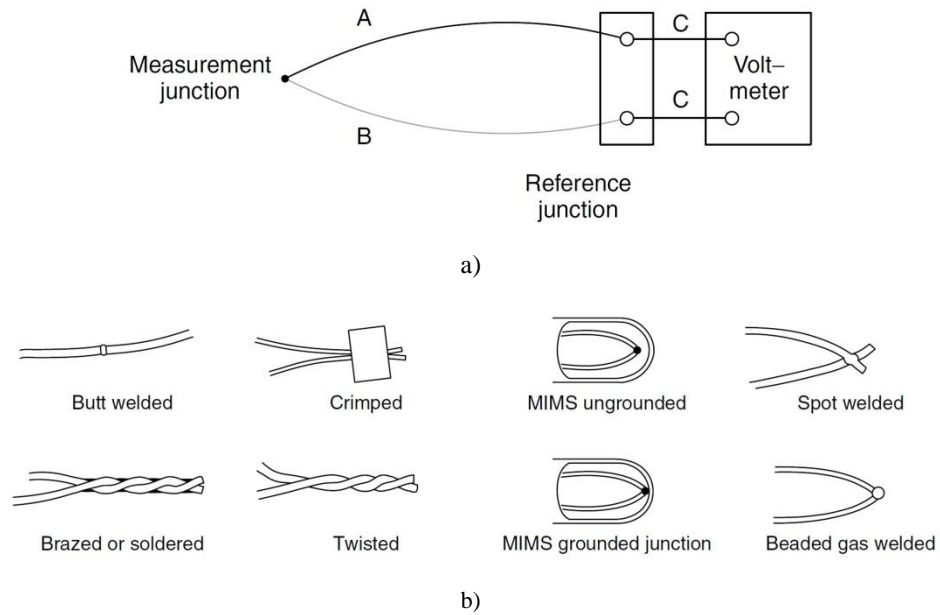 A
C
Measurement
junction
Volt–
meter
C
B
Reference
junction
a)
Butt welded
Crimped
MIMS ungrounded
Spot welded
Brazed or soldered
Twisted
MIMS grounded junction
Beaded gas welded
b)